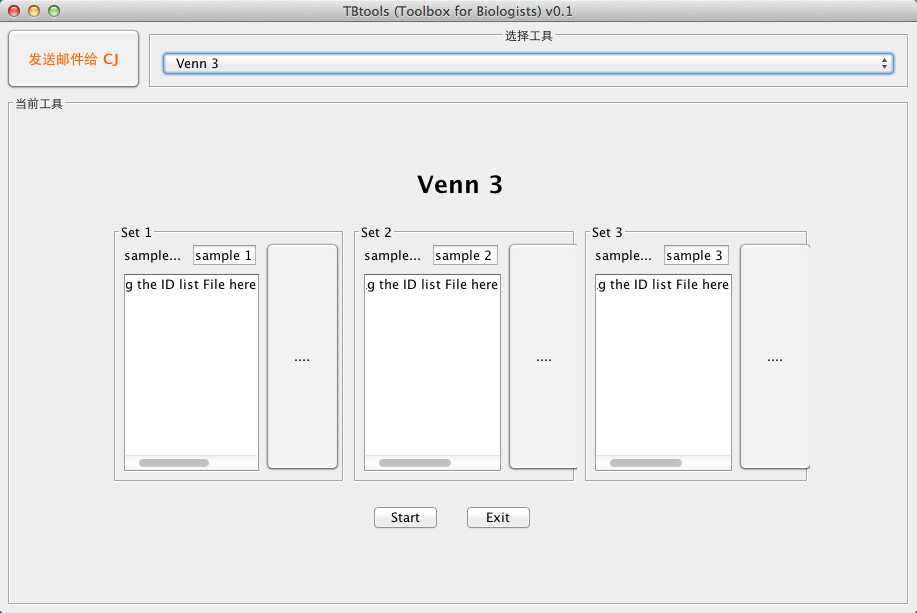 TBtools (Toolbox for Biologists) v0.1
发送邮件给 CJ
选择工具
Venn 3
当前工具
Venn 3
Set 1
Set 2
Set 3
sample... sample 1
sample... sample 2
sample... sample 3
g the ID list File here
.g the ID list File here
.g the ID list File here
....
....
....
Start
Exit